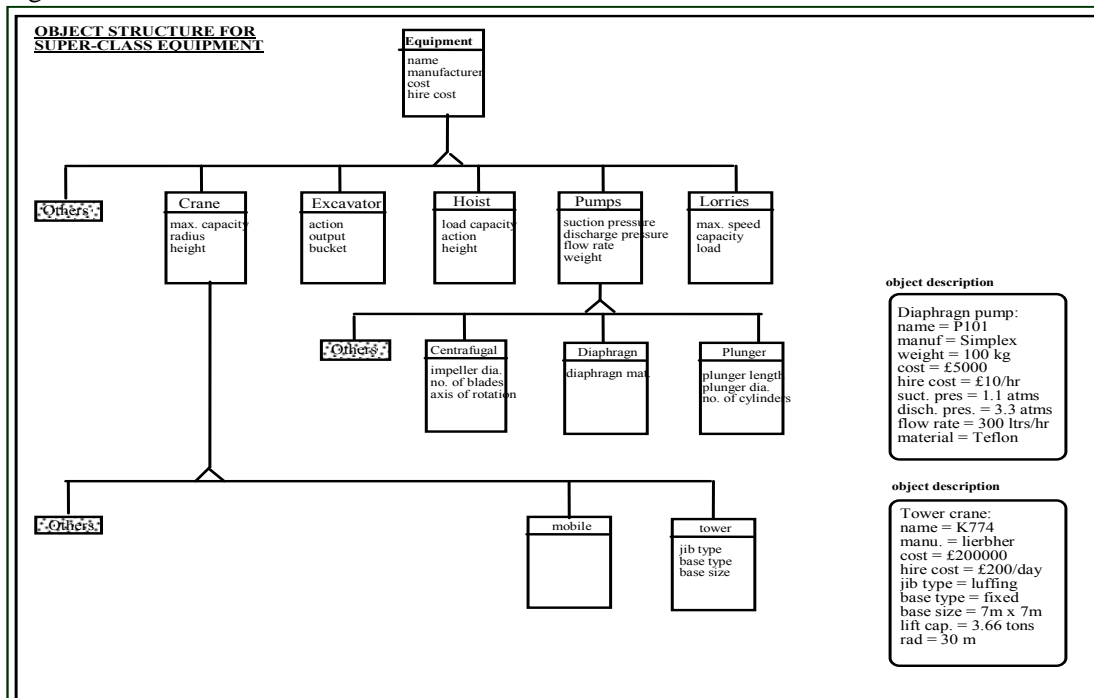 OBJECT STRUCTURE FOR
SUPER-CLASS EQUIPMENT
Equipment
name
manufacturer
cost
hire cost
Others
Crane
max. capacity
radius
height
Excavator
action
output
bucket
Hoist
load capacity
action
height
Pumps
suction pressure
discharge pressure
flow rate
weight
Lorries
max. speed
capacity
load
Others
Centrafugal
impeller dia.
no. of blades
axis of rotation
Diaphragn
diaphragn mat.
Plunger
plunger length
plunger dia.
no. of cylinders
Others
mobile
tower
jib type
base type
base size
object description
Diaphragn pump:
name = P101
manuf = Simplex
weight = 100 kg
cost = £5000
hire cost = £10/hr
suct. pres = 1.1 atms
disch. pres. = 3.3 atms
flow rate = 300 ltrs/hr
material = Teflon
object description
Tower crane:
name = K774
manu. = lierbher
cost = £200000
hire cost = £200/day
jib type = luffing
base type = fixed
base size = 7m x 7m
lift cap. = 3.66 tons
rad = 30 m